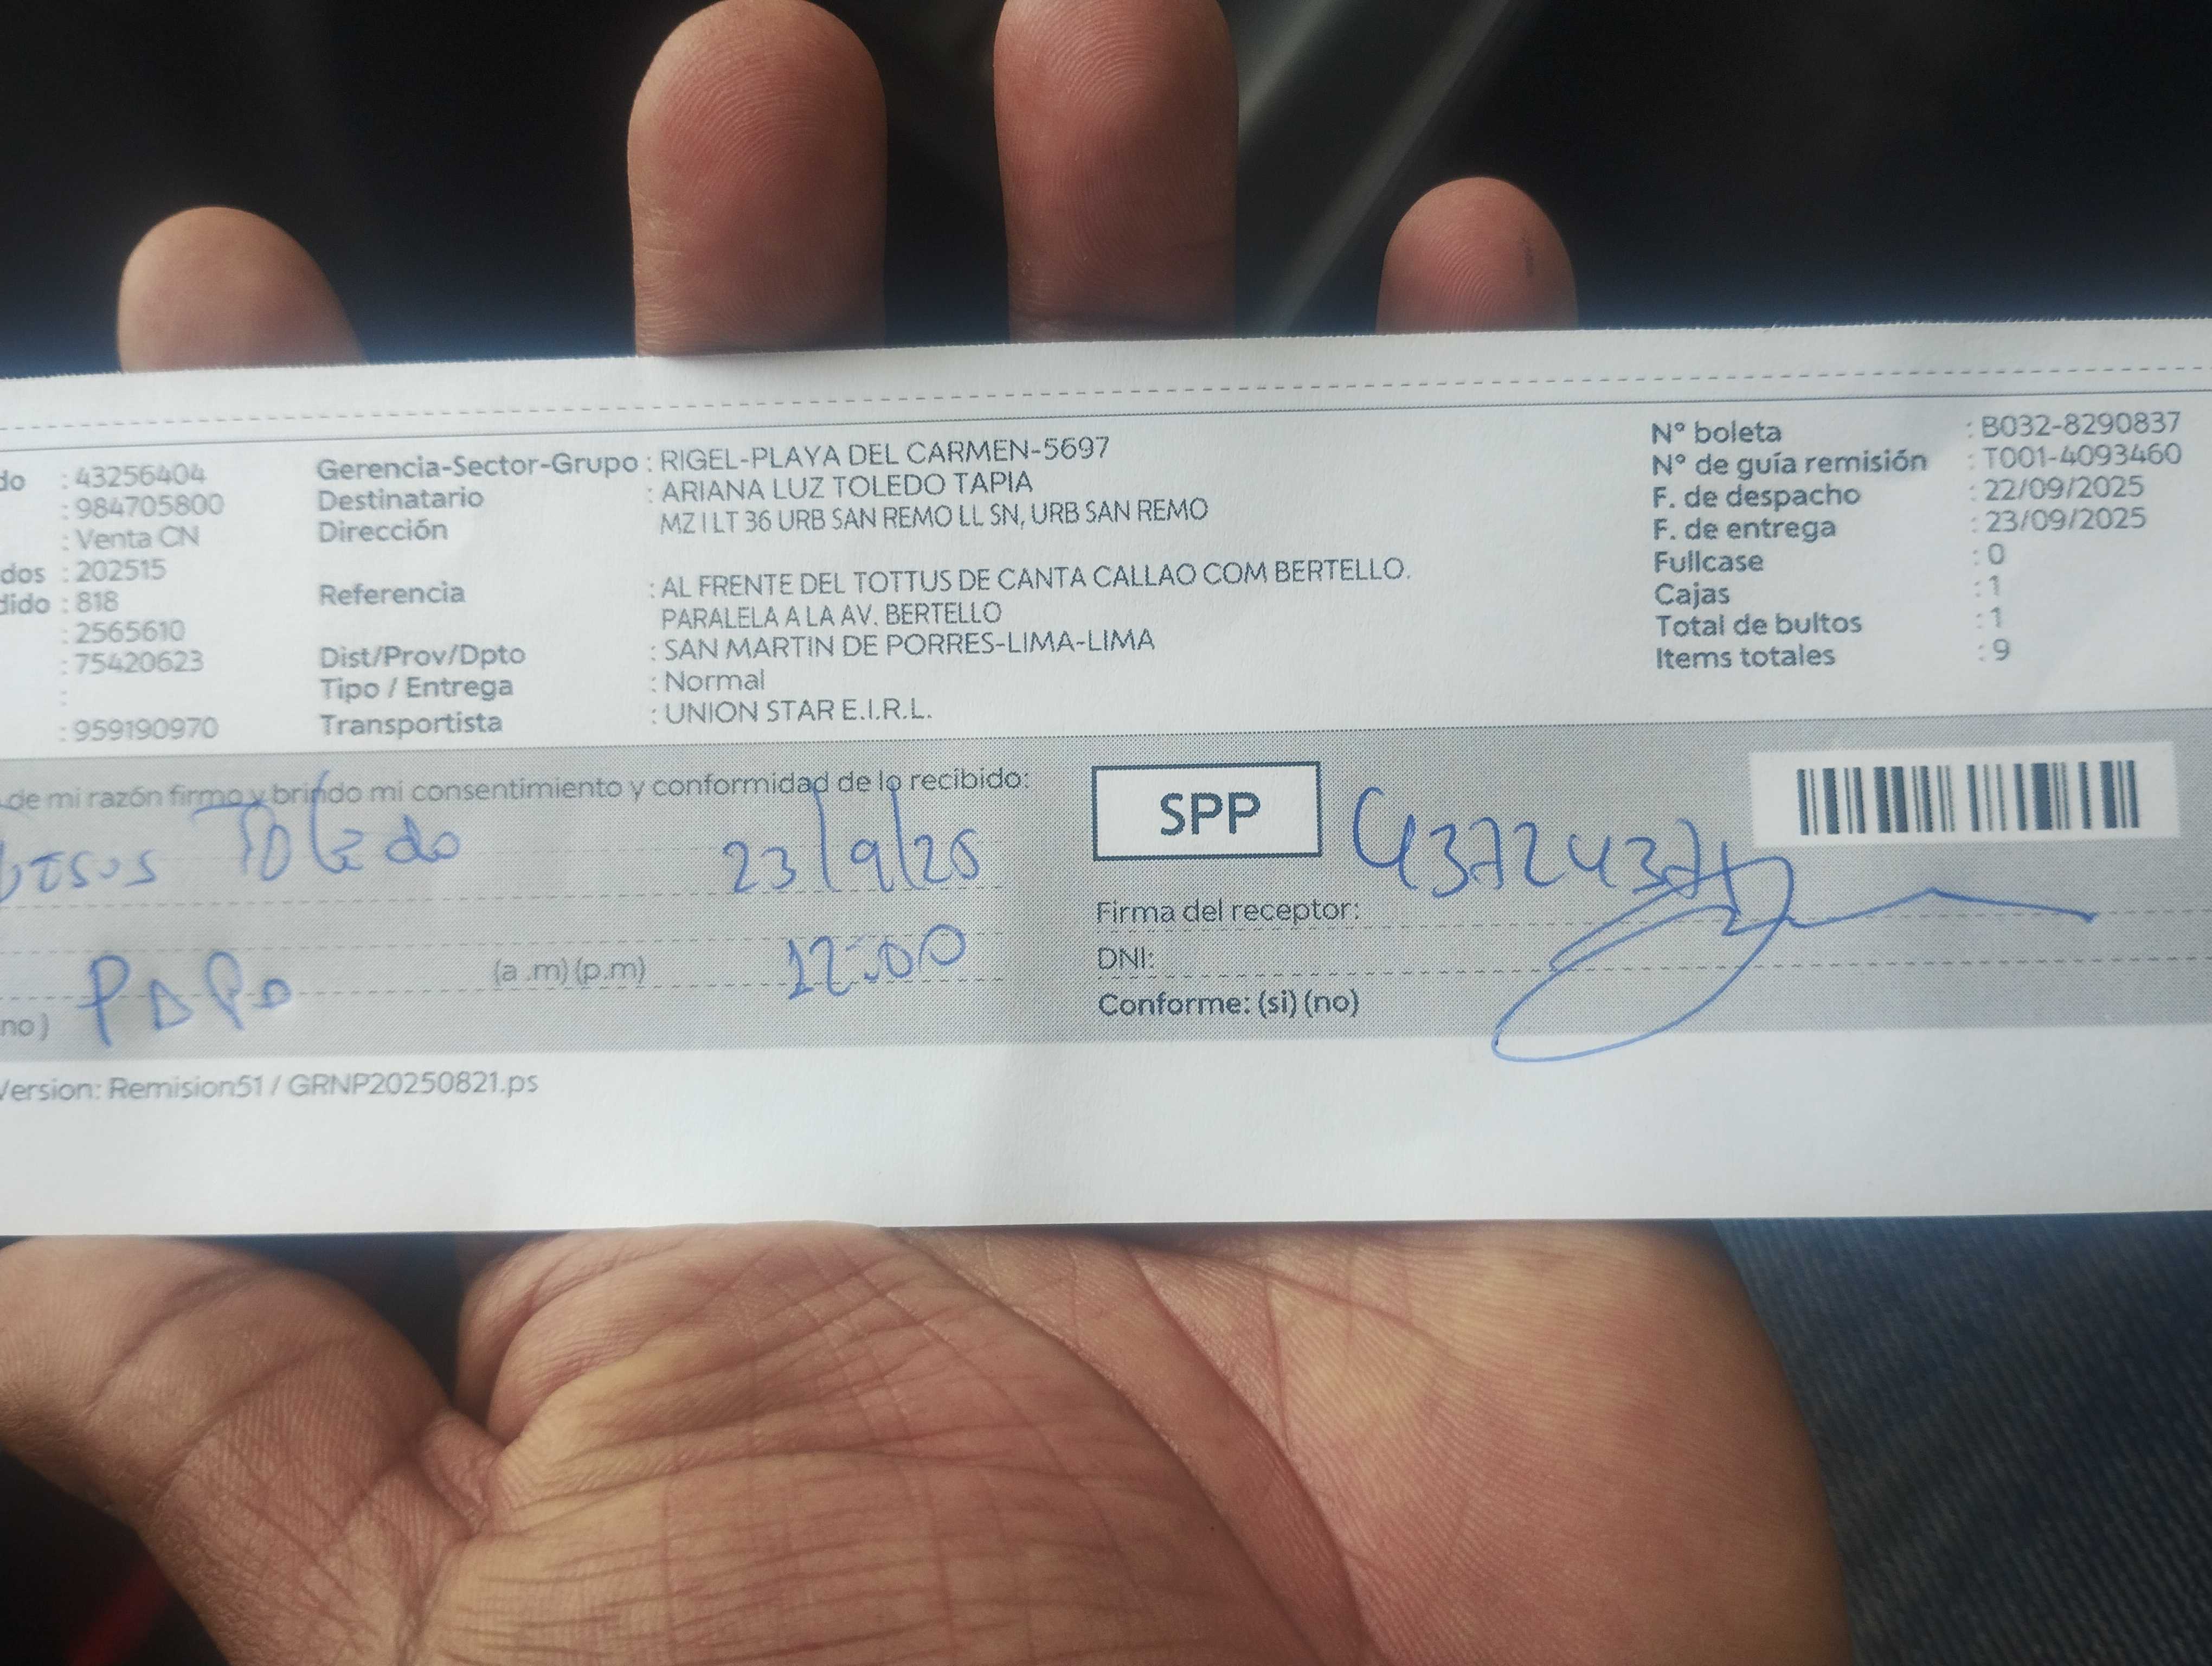 do : 43256404 Gerencia-Sector-Grupo : RIGEL-PLAYA DEL CARMEN-5697 N° boleta : B032-8290837
: 984705800 Destinatario : ARIANA LUZ TOLEDO TAPIA N° de guía remisión : T001-4093460
: Venta CN Dirección MZ I LT 36 URB SAN REMO LL SN, URB SAN REMO F. de despacho : 22/09/2025
F. de entrega : 23/09/2025
dos : 202515 Fullcase : 0
dido : 818 Referencia : AL FRENTE DEL TOTTUS DE CANTA CALLAO COM BERTELLO. Cajas : 1
: 2565610 PARALELA A LA AV. BERTELLO Total de bultos : 1
: 75420623 Dist/Prov/Dpto : SAN MARTIN DE PORRES-LIMA-LIMA Items totales : 9
: Tipo / Entrega : Normal
: 959190970 Transportista : UNION STAR E.I.R.L.
de mi razón firmo y brindo mi consentimiento y conformidad de lo recibido:
Toledo 23/9/25 SPP
Firma del receptor:
PAPA (a .m) (p.m) 12:00 DNI:
no) Conforme: (si) (no)
Version: Remision51 / GRNP20250821.ps